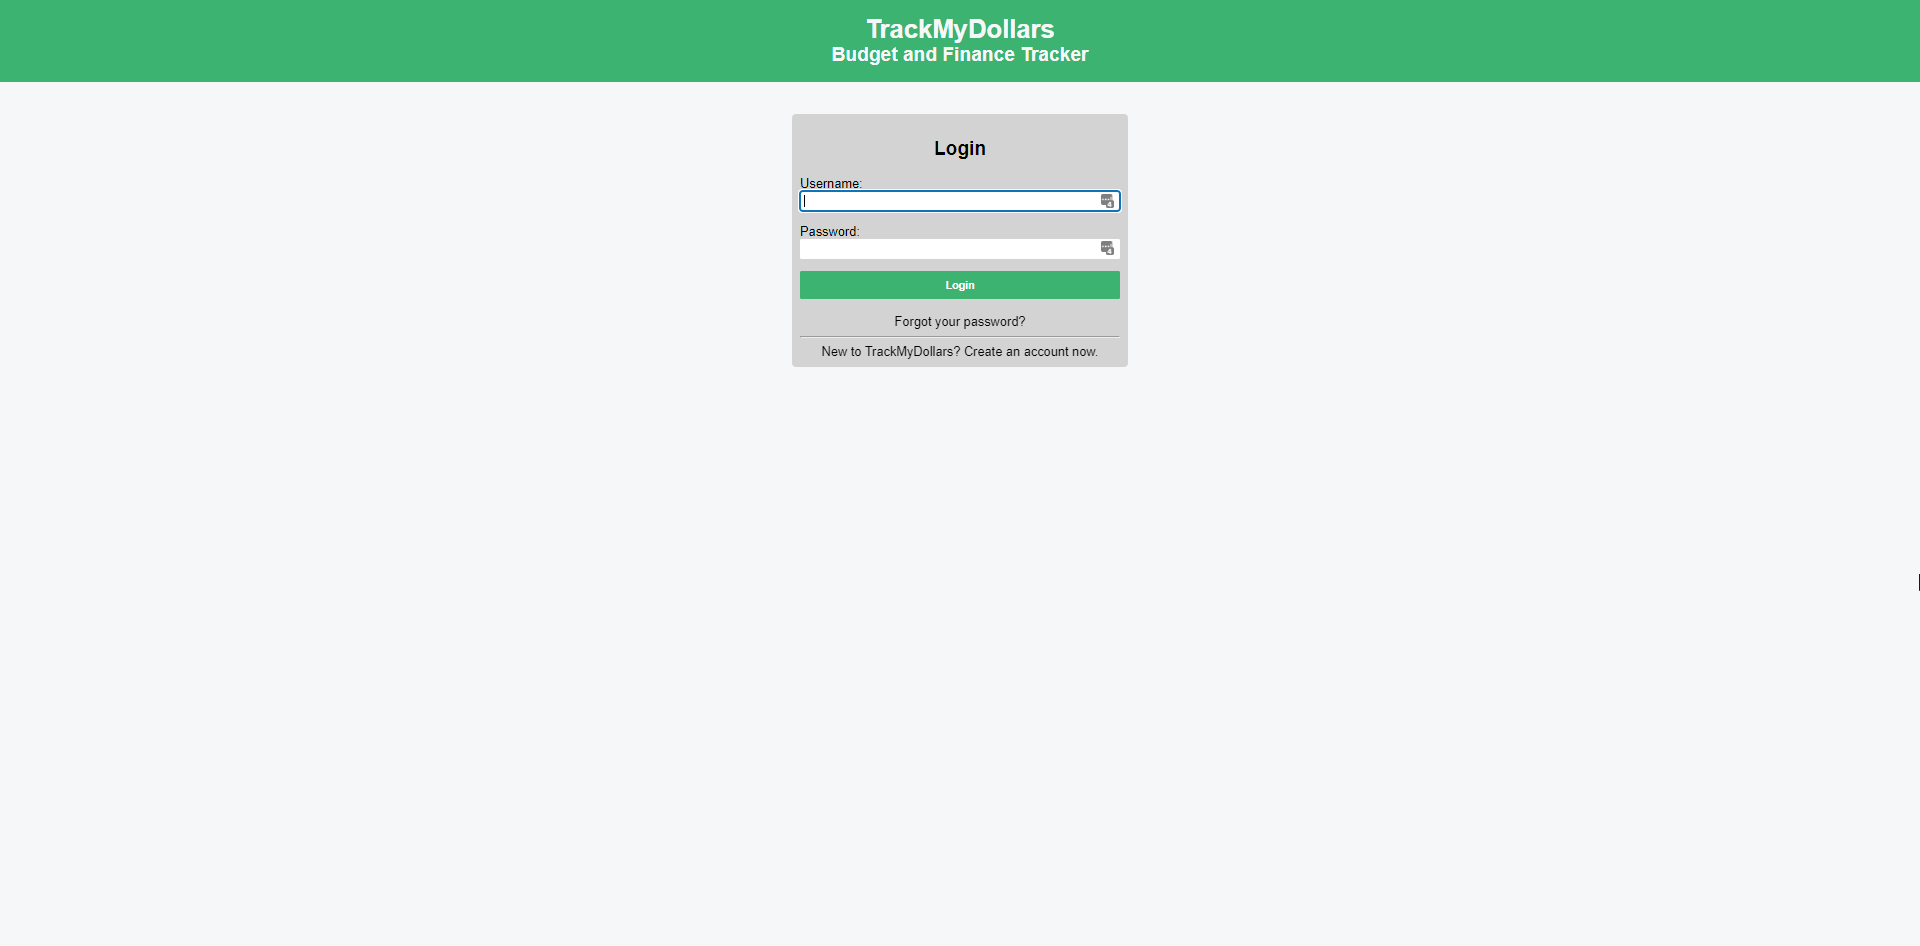 TrackMyDollars
Budget and Finance Tracker
Login
Username:
Password:
Login
Forgot your password?
New to TrackMyDollars? Create an account now.